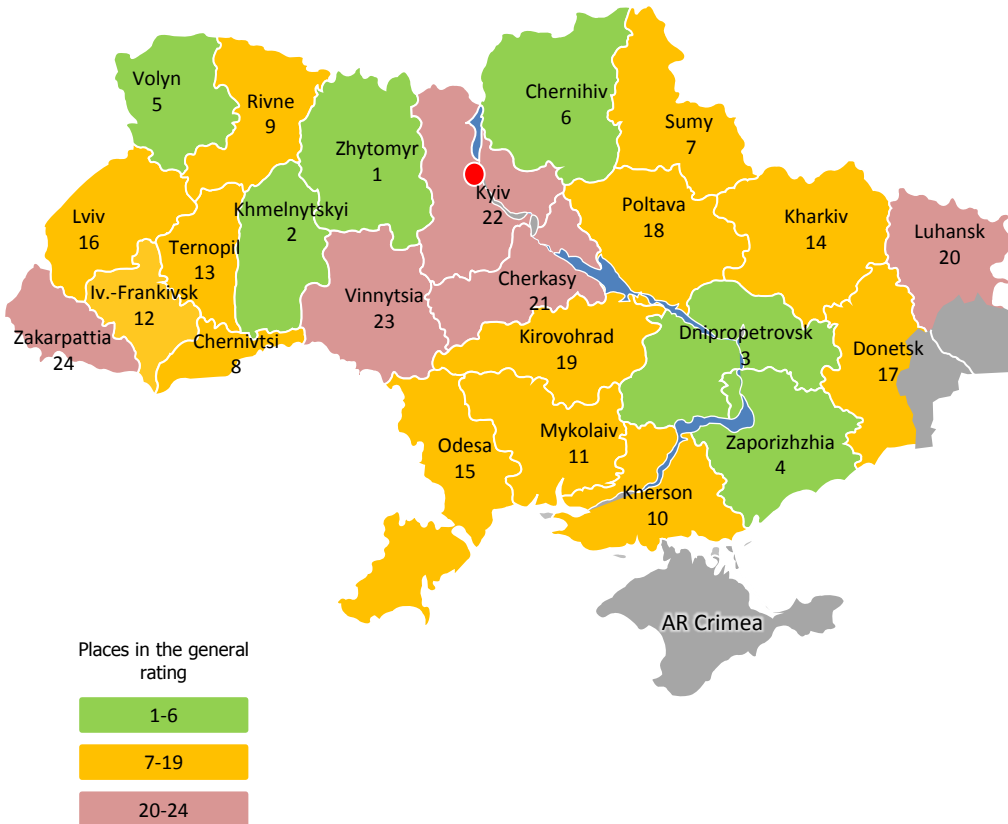 Volyn
5
Rivne
9
Zhytomyr
1
Chernihiv
6
Sumy
7
Kyiv
22
Lviv
16
Khmelnytskyi
2
Ternopil
13
Poltava
18
Kharkiv
14
Luhansk
20
Iv.-Frankivsk
12
Vinnytsia
23
Cherkasy
21
Zakarpattia
24
Chernivtsi
8
Kirovohrad
19
Dnipropetrovsk
3
Donetsk
17
Odesa
15
Mykolaiv
11
Zaporizhzhia
4
Kherson
10
AR Crimea
Places in the general
rating
1-6
7-19
20-24